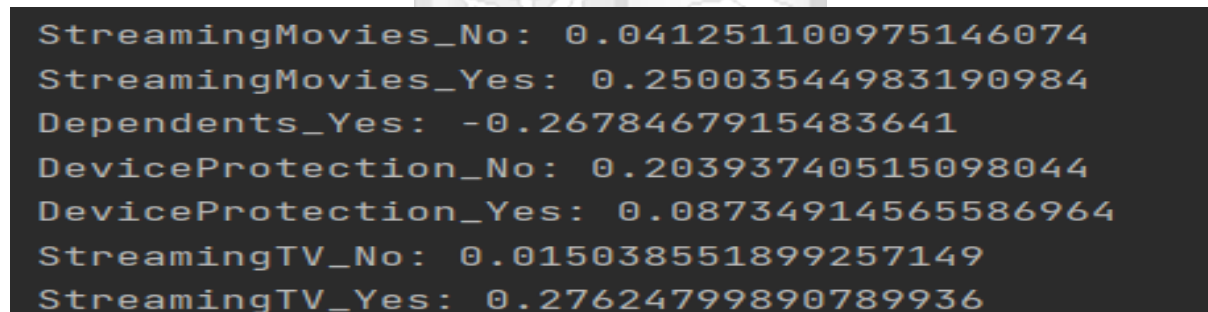 StreamingMovies_No: 0.041251100975146074
StreamingMovies_Yes: 0.25003544983190984
Dependents_Yes: -0.2678467915483641
DeviceProtection_No: 0.20393740515098044
DeviceProtection_Yes: 0.08734914565586964
StreamingTV_No: 0.015038551899257149
StreamingTV_Yes: 0.27624799890789936